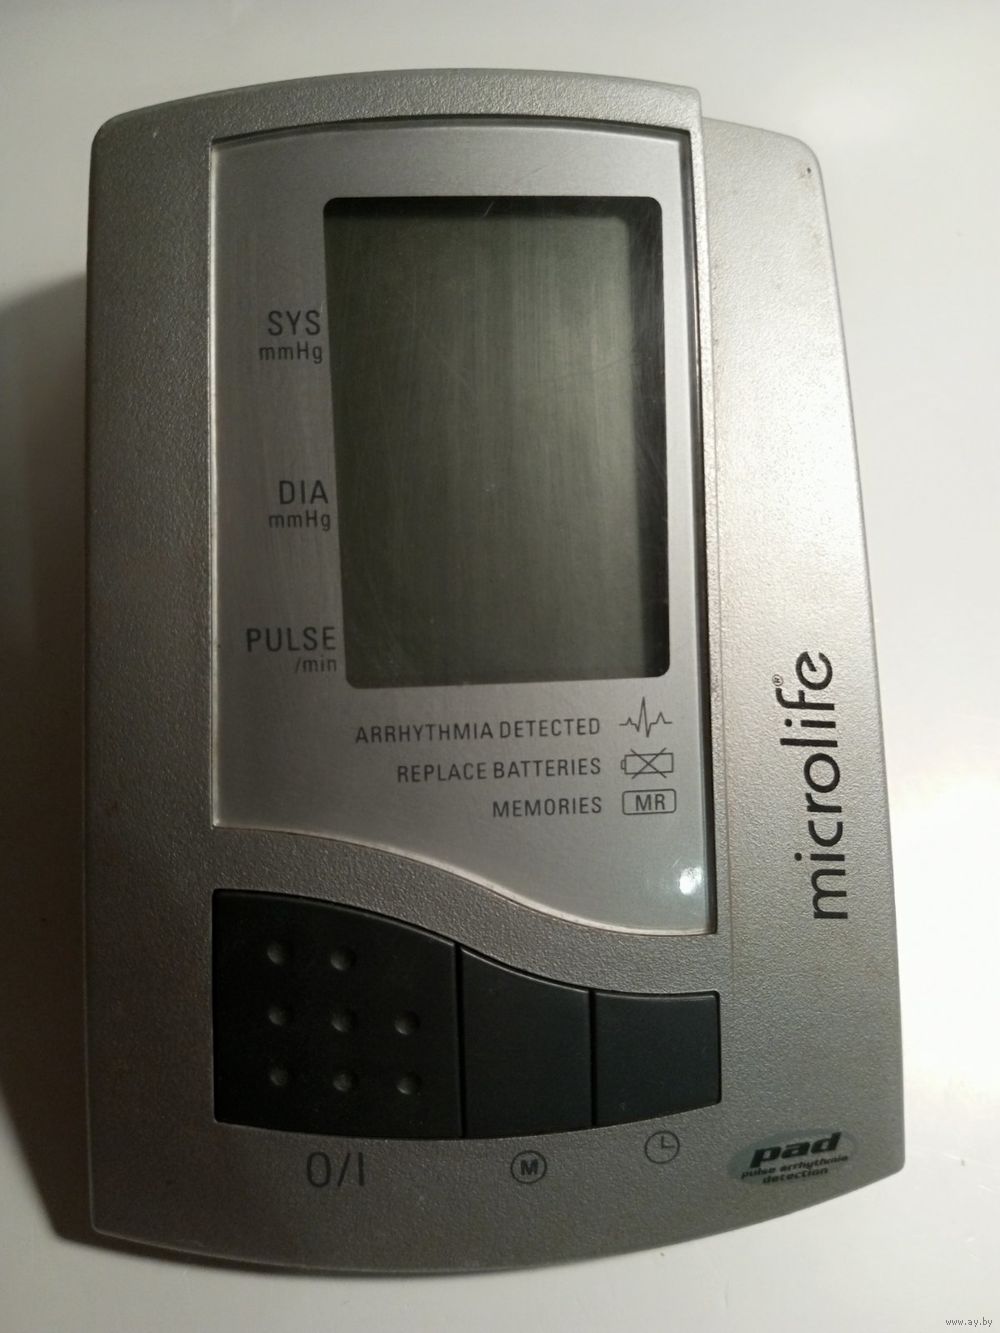 SYS
mmHg
DIA
mmHg
PULSE
/min
ARRHYTHMIA DETECTED
REPLACE BATTERIES
MEMORIES MR
microlife®
O/I
M
pad
pulse arrhythmia
detection
www.ay.by